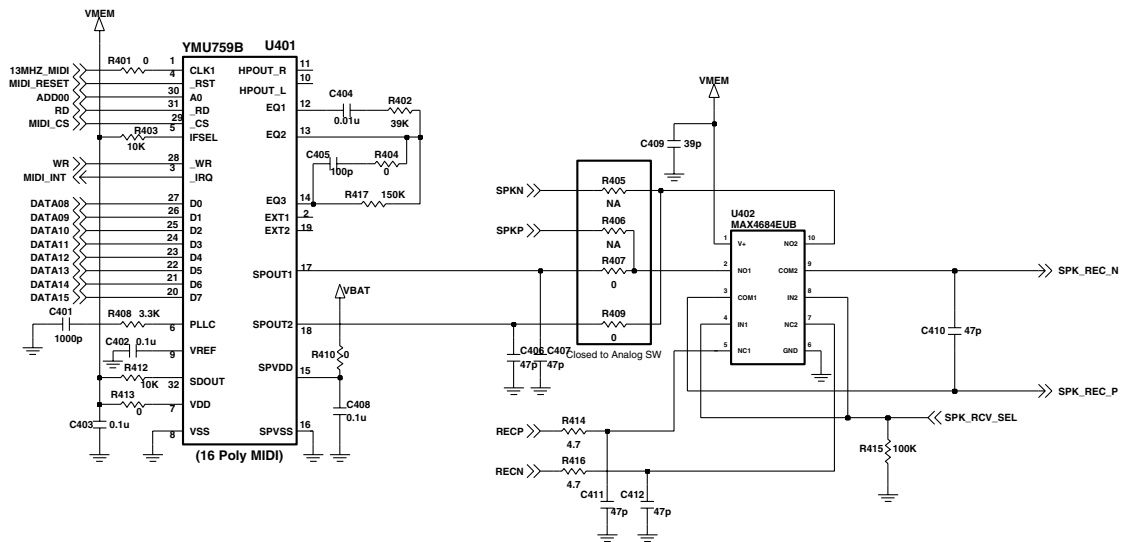 VMEM
YMU759B
U401
13MHZ_MIDI
R401 0
1
CLK1
MIDI_RESET
4
_RST
ADD00
30
A0
RD
31
_RD
MIDI_CS
29
_CS
R403
10K
5
IFSEL
WR
28
_WR
MIDI_INT
3
_IRQ
DATA08
27
D0
DATA09
26
D1
DATA10
25
D2
DATA11
24
D3
DATA12
23
D4
DATA13
22
D5
DATA14
21
D6
DATA15
20
D7
C401
1000p
R408 3.3K
6
PLLC
C402 0.1u
9
VREF
R412
10K
32
SDOUT
R413
0
7
VDD
C403
0.1u
8
VSS
(16 Poly MIDI)
HPOUT_R
11
HPOUT_L
10
EQ1
12
C404
0.01u
R402
39K
EQ2
13
C405
100p
R404
0
EQ3
14
R417
150K
EXT1
2
EXT2
19
SPOUT1
17
SPOUT2
18
VBAT
R410
0
SPVDD
15
C408
0.1u
SPVSS
16
SPKN
R405
NA
SPKP
R406
NA
R407
0
R409
0
Closed to Analog SW
C406
47p
C407
47p
VMEM
C409
39p
U402
MAX4684EUB
1
V+
2
NO1
3
COM1
4
IN1
5
NC1
NO2
10
COM2
9
IN2
8
NC2
7
GND
6
SPK_REC_N
C410
47p
SPK_REC_P
SPK_RCV_SEL
R415
100K
RECP
R414
4.7
RECN
R416
4.7
C411
47p
C412
47p